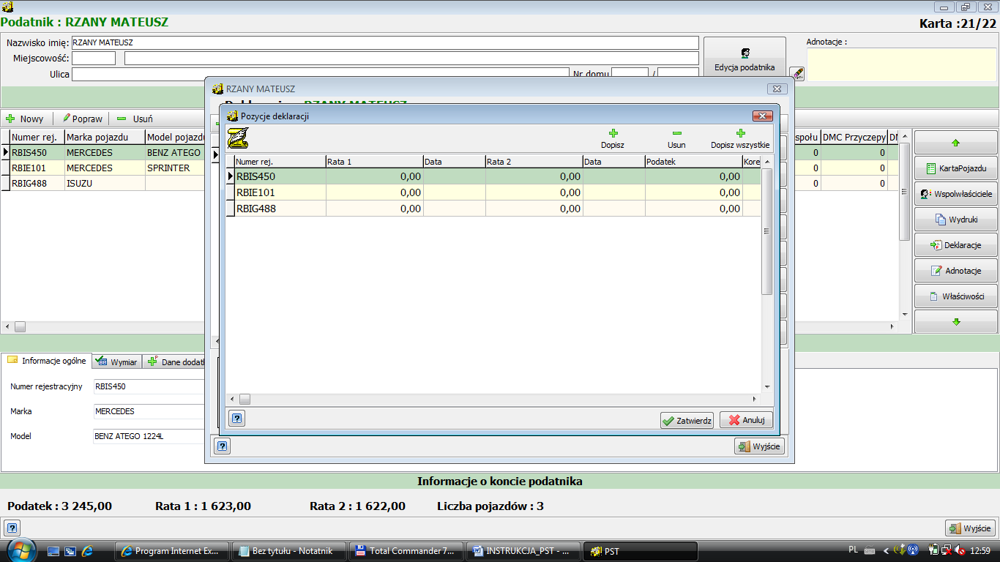 Podatnik : RZANY MATEUSZ
Karta :21/22
Nazwisko imię: RZANY MATEUSZ
Miejscowość:
Ulica
Nr domu /
Edycja podatnika
Adnotacje :
Nowy Popraw Usuń
Numer rej. Marka pojazdu Model pojazdu
społu DMC Przyczepy
RBIS450 MERCEDES BENZ ATEGO 0 0
RBIE101 MERCEDES SPRINTER 0 0
RBIG488 ISUZU 0 0
KartaPojazdu
Wspolwłaściciele
Wydruki
Deklaracje
Adnotacje
Właściwości
RZANY MATEUSZ
RZANY MATEUSZ
Pozycje deklaracji
Dopisz Usun Dopisz wszystkie
Numer rej. Rata 1 Data Rata 2 Data Podatek Kore
RBIS450 0,00 0,00 0,00
RBIE101 0,00 0,00 0,00
RBIG488 0,00 0,00 0,00
? Zatwierdz Anuluj
? Wyjście
Informacje ogólne Wymiar Dane dodat
Numer rejestracyjny RBIS450
Marka MERCEDES
Model BENZ ATEGO 1224L
Informacje o koncie podatnika
Podatek : 3 245,00 Rata 1 : 1 623,00 Rata 2 : 1 622,00 Liczba pojazdów : 3
? Wyjście
Program Internet Ex... Bez tytułu - Notatnik Total Commander 7... INSTRUKCJA_PST - ... PST PL 12:59